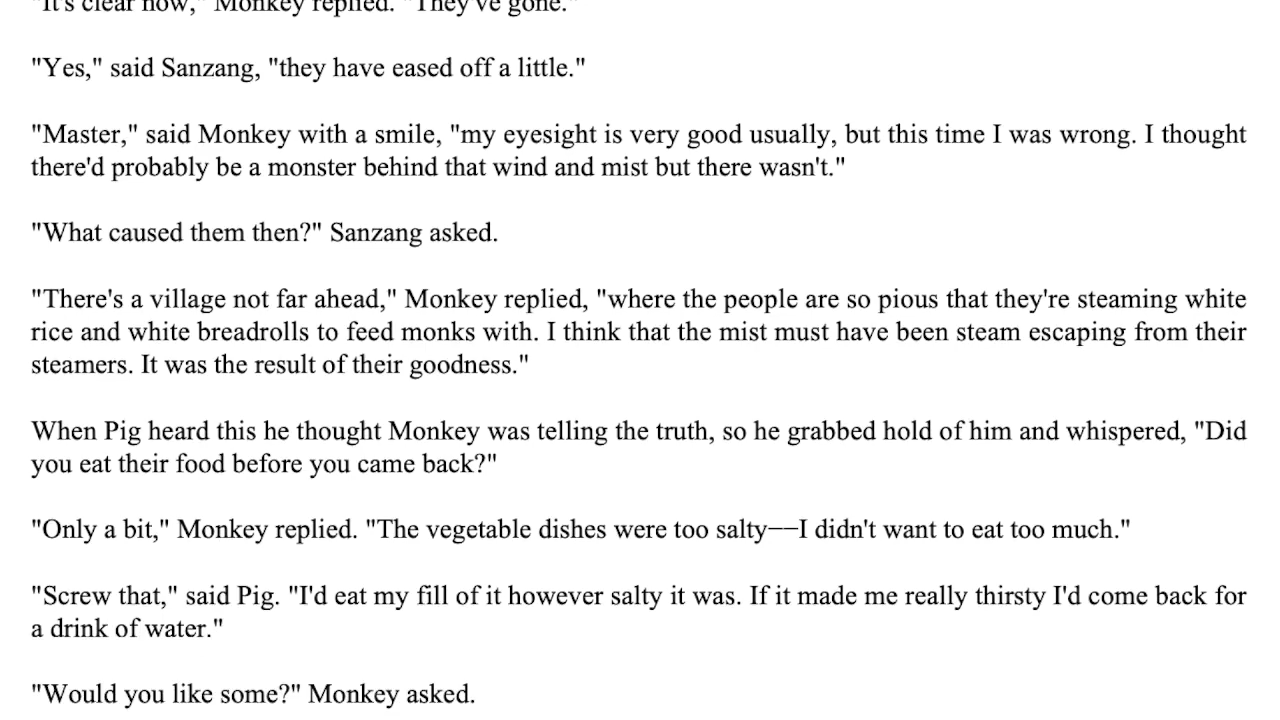 "It's clear now," Monkey replied. "They've gone."
"Yes," said Sanzang, "they have eased off a little."
"Master," said Monkey with a smile, "my eyesight is very good usually, but this time I was wrong. I thought
there'd probably be a monster behind that wind and mist but there wasn't."
"What caused them then?" Sanzang asked.
"There's a village not far ahead," Monkey replied, "where the people are so pious that they're steaming white
rice and white breadrolls to feed monks with. I think that the mist must have been steam escaping from their
steamers. It was the result of their goodness."
When Pig heard this he thought Monkey was telling the truth, so he grabbed hold of him and whispered, "Did
you eat their food before you came back?"
"Only a bit," Monkey replied. "The vegetable dishes were too salty——I didn't want to eat too much."
"Screw that," said Pig. "I'd eat my fill of it however salty it was. If it made me really thirsty I'd come back for
a drink of water."
"Would you like some?" Monkey asked.